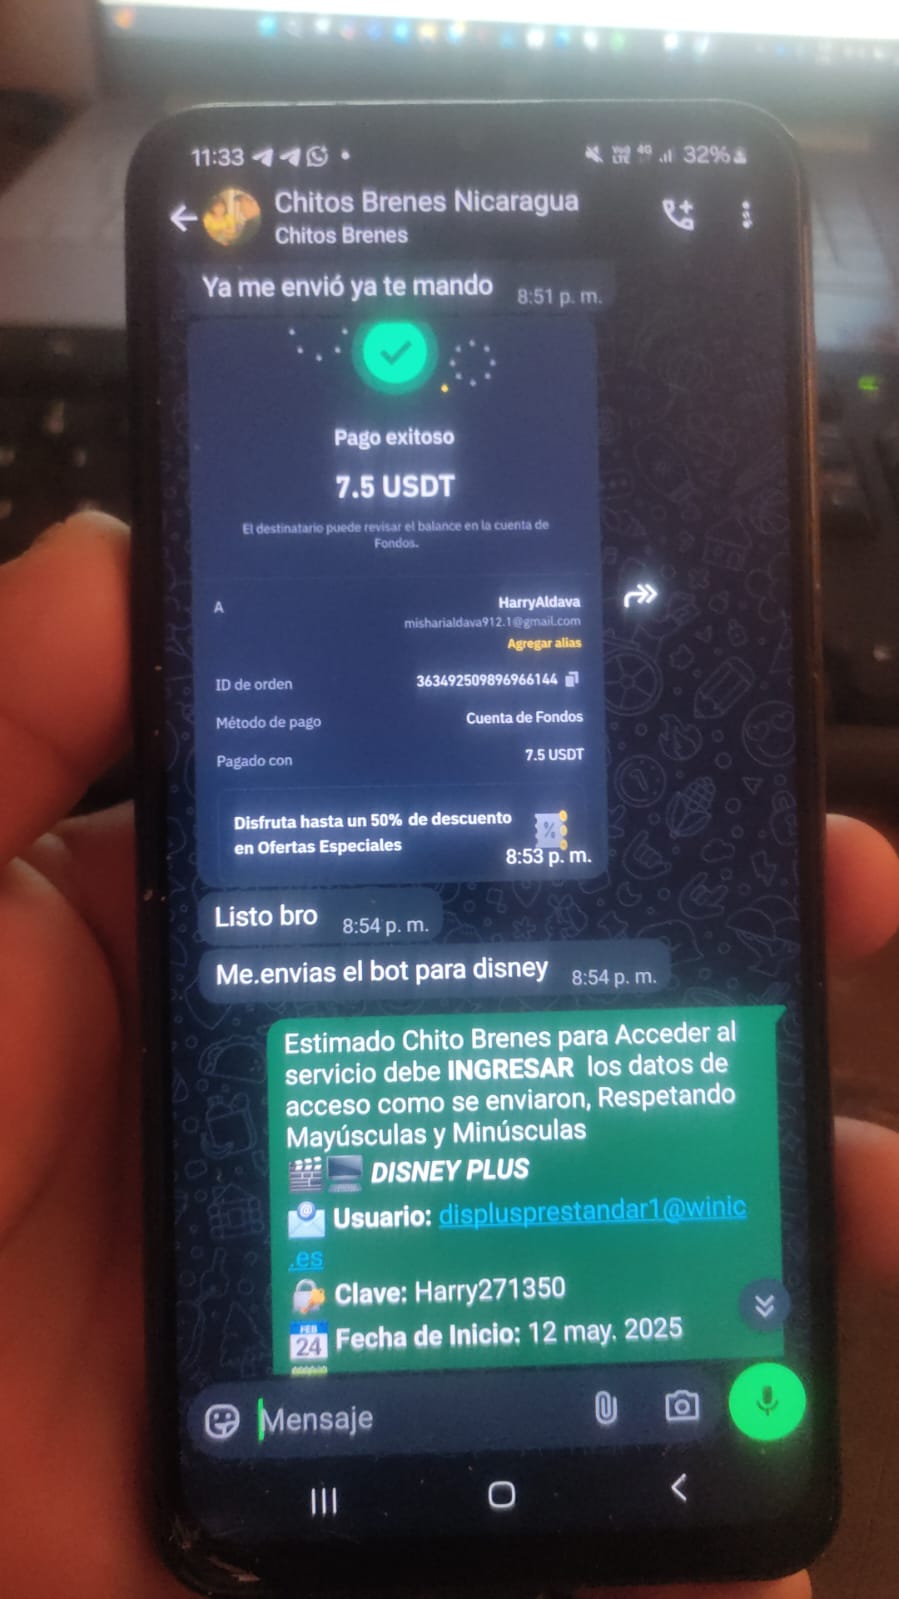 11:33
VoLTE 4G 32%
Chitos Brenes Nicaragua
Chitos Brenes
Ya me envió ya te mando 8:51 p. m.
Pago exitoso
7.5 USDT
El destinatario puede revisar el balance en la cuenta de
Fondos.
A HarryAldava
misharialdava912.1@gmail.com
Agregar alias
ID de orden 363492509896966144
Método de pago Cuenta de Fondos
Pagado con 7.5 USDT
Disfruta hasta un 50% de descuento
en Ofertas Especiales %
8:53 p. m.
Listo bro 8:54 p. m.
Me.envias el bot para disney 8:54 p. m.
Estimado Chito Brenes para Acceder al
servicio debe INGRESAR los datos de
acceso como se enviaron, Respetando
Mayúsculas y Minúsculas
DISNEY PLUS
Usuario: displusprestandar1@winic
.es
Clave: Harry271350
FEB
24 Fecha de Inicio: 12 may. 2025
Mensaje